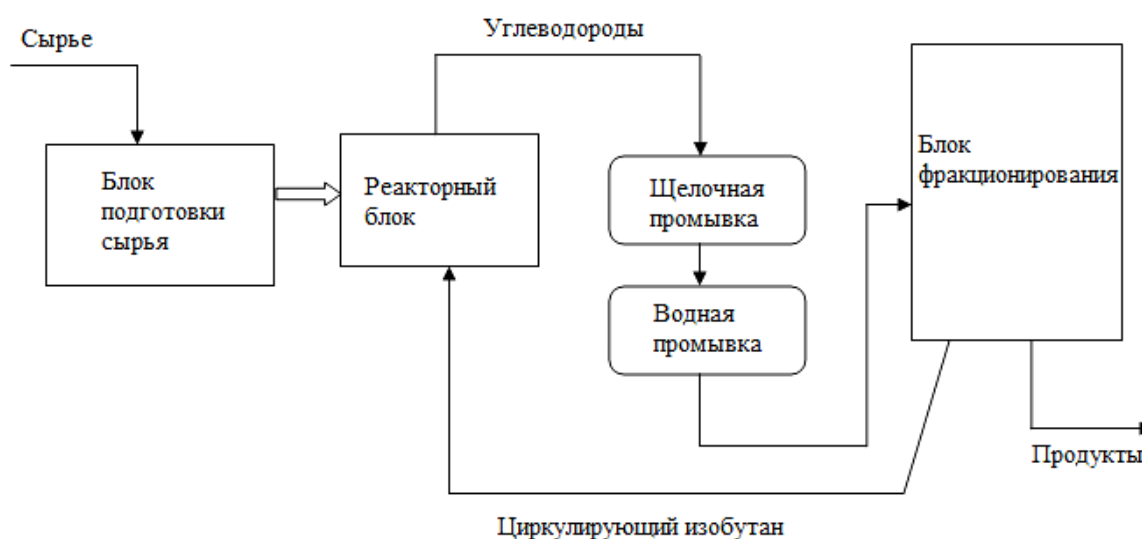 Сырье
Углеводороды
Блок
подготовки
сырья
Реакторный
блок
Щелочная
промывка
Водная
промывка
Блок
фракционирования
Продукты
Циркулирующий изобутан